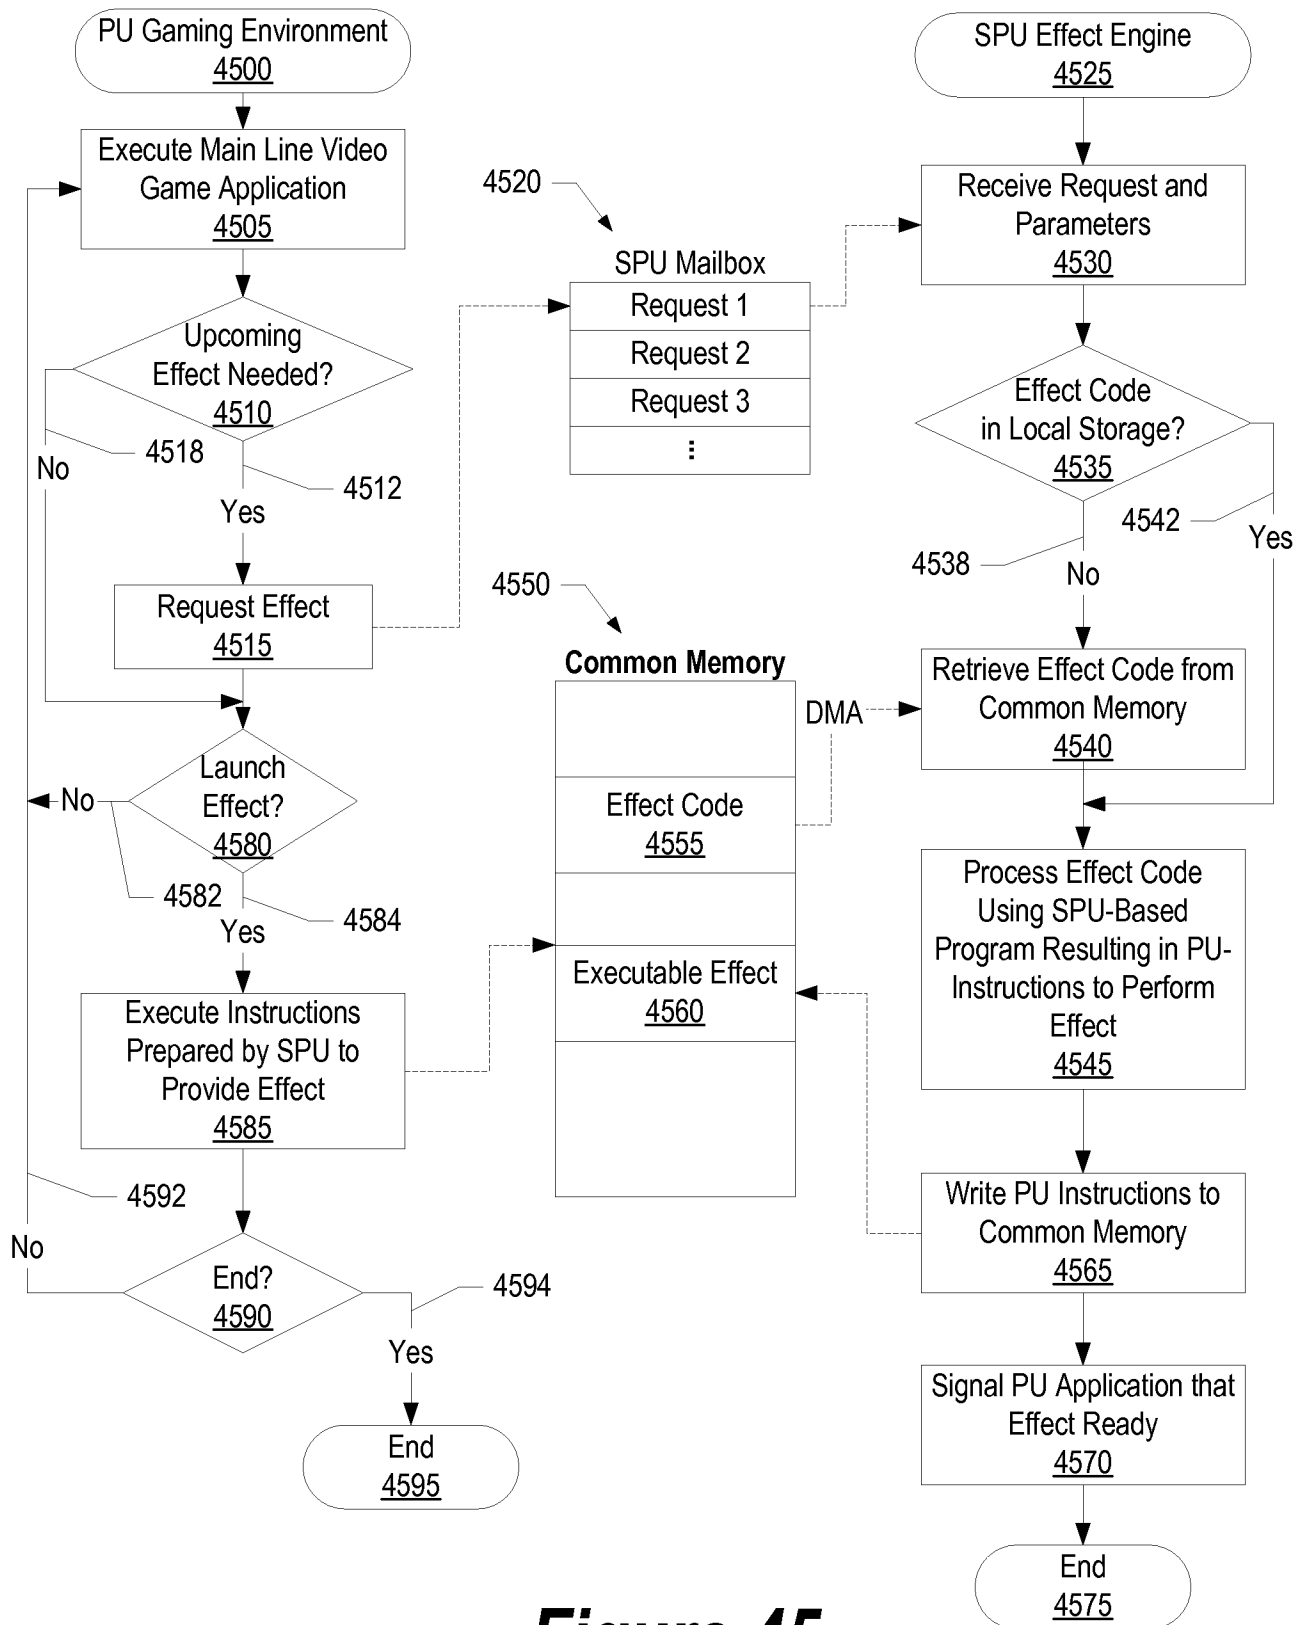 PU Gaming Environment
4500
Execute Main Line Video
Game Application
4505
Upcoming
Effect Needed?
4510
4518
No
4512
Yes
Request Effect
4515
Launch
Effect?
4580
No
4582
4584
Yes
Execute Instructions
Prepared by SPU to
Provide Effect
4585
4592
No
End?
4590
4594
Yes
End
4595
4520
SPU Mailbox
Request 1
Request 2
Request 3
⋮
4550
Common Memory
DMA
Effect Code
4555
Executable Effect
4560
SPU Effect Engine
4525
Receive Request and
Parameters
4530
Effect Code
in Local Storage?
4535
4542
Yes
4538
No
Retrieve Effect Code from
Common Memory
4540
Process Effect Code
Using SPU-Based
Program Resulting in PU-
Instructions to Perform
Effect
4545
Write PU Instructions to
Common Memory
4565
Signal PU Application that
Effect Ready
4570
End
4575
Figure 45